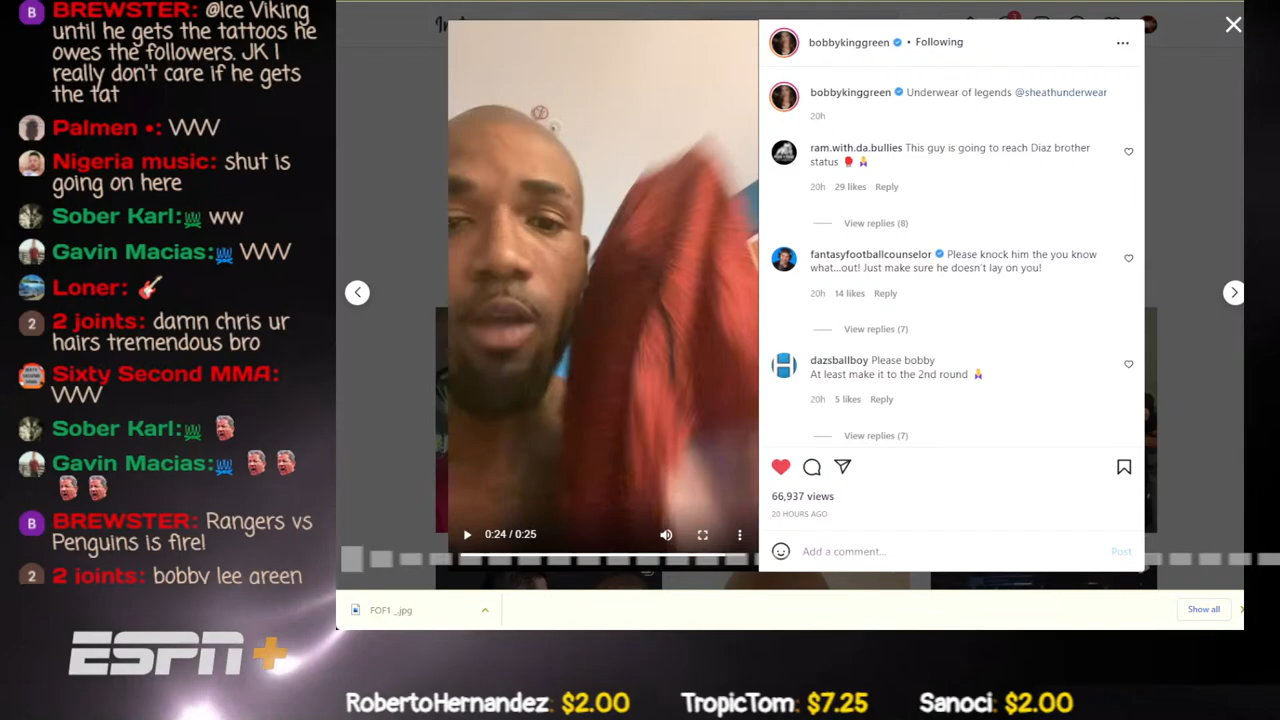 BREWSTER: @Ice Viking
until he gets the tattoos he
owes the followers. JK I
really don't care if he gets
the tat
Palmen •: VVVV
Nigeria music: shut is
going on here
Sober Karl: ww
Gavin Macias: VVVV
Loner:
2 joints: damn chris ur
hairs tremendous bro
Sixty Second MMA:
VVVV
Sober Karl:
Gavin Macias:
BREWSTER: Rangers vs
Penguins is fire!
2 joints: bobby lee green
ESPN+
bobbykinggreen • Following
bobbykinggreen Underwear of legends @sheathunderwear
20h
ram.with.da.bullies This guy is going to reach Diaz brother
status
20h 29 likes Reply
View replies (8)
fantasyfootballcounselor Please knock him the you know
what...out! Just make sure he doesn't lay on you!
20h 14 likes Reply
View replies (7)
dazsballboy Please bobby
At least make it to the 2nd round
20h 5 likes Reply
View replies (7)
66,937 views
20 HOURS AGO
Add a comment... Post
0:24 / 0:25
FOF1 _.jpg
Show all
RobertoHernandez: $2.00 TropicTom: $7.25 Sanoci: $2.00